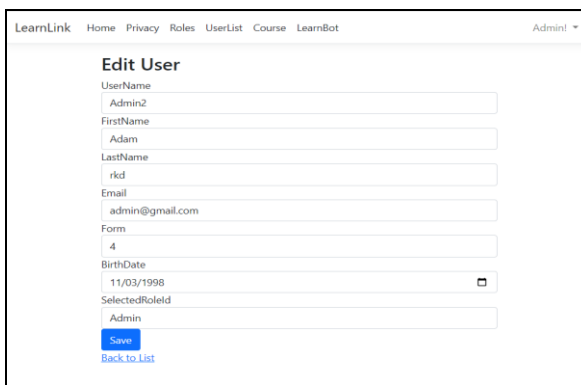 LearnLink Home Privacy Roles UserList Course LearnBot Admin!
Edit User
UserName
Admin2
FirstName
Adam
LastName
rkd
Email
admin@gmail.com
Form
4
BirthDate
11/03/1998
SelectedRoleId
Admin
Save
Back to List